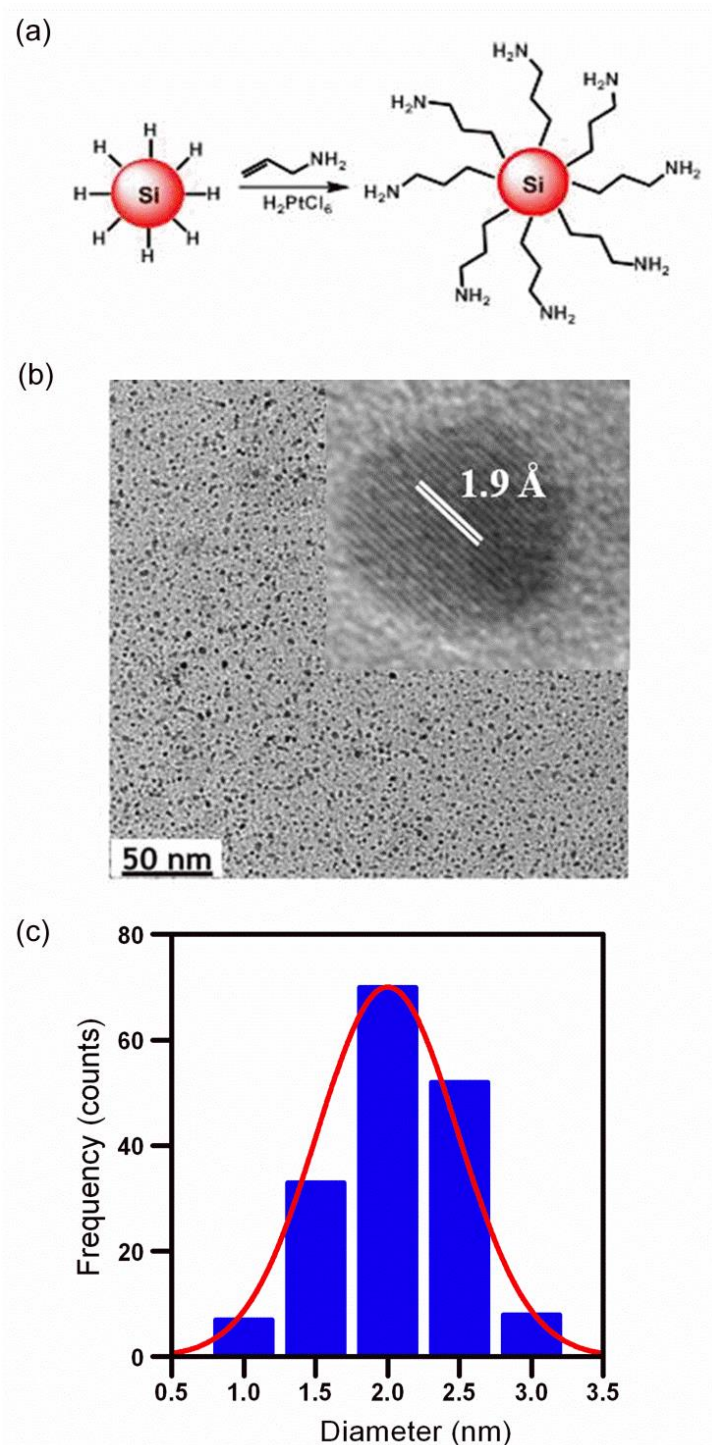 (a)
H
H
H
H
H
H
H
H
Si
NH₂
H₂PtCl₆
H₂N
H₂N
NH₂
H₂N
NH₂
NH₂
NH₂
NH₂
Si
(b)
1.9 Å
50 nm
(c)
80
60
40
20
0
Frequency (counts)
0.5 1.0 1.5 2.0 2.5 3.0 3.5
Diameter (nm)